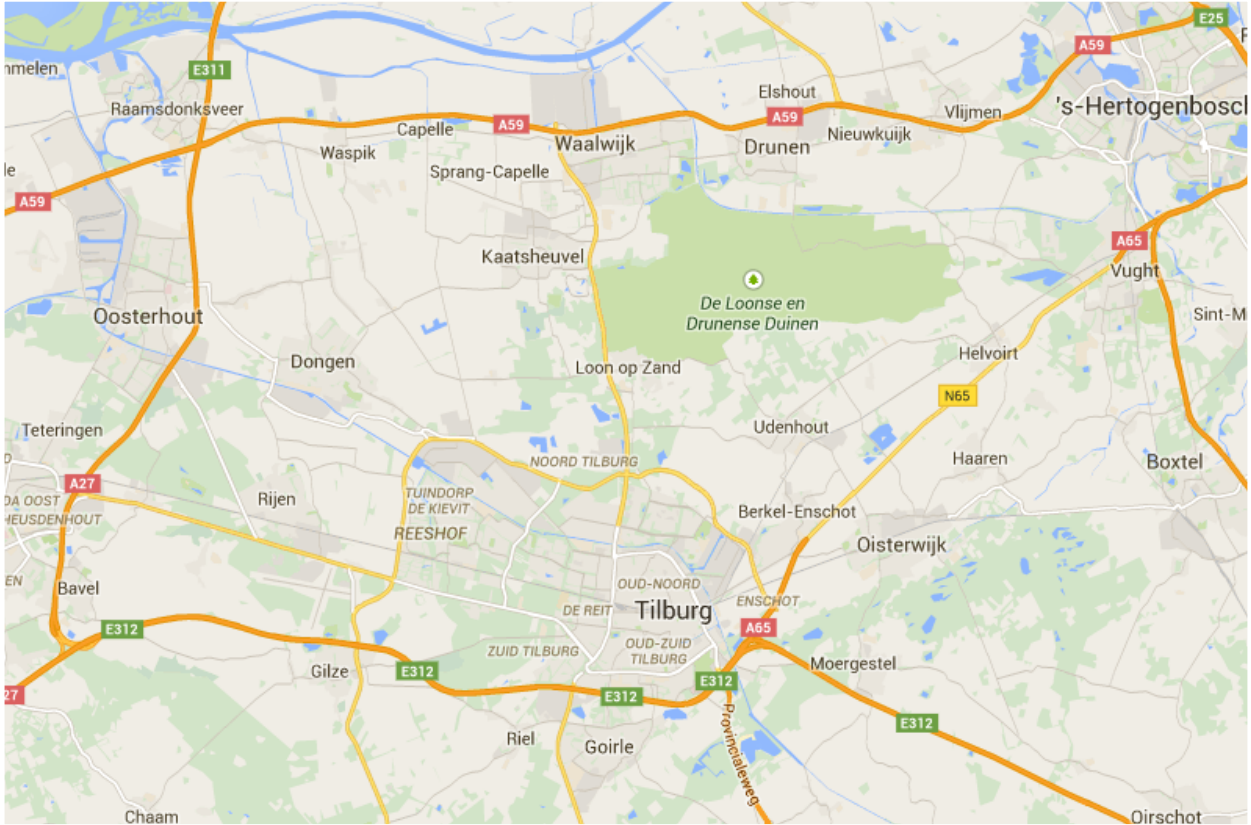 E25
A59
mmelen
E311
Elshout
's-Hertogenbosch
Raamsdonksveer
A59
Vlijmen
Capelle
A59
Nieuwkuijk
Waalwijk
Drunen
Waspik
Sprang-Capelle
le
A59
A65
Kaatsheuvel
Vught
De Loonse en
Drunense Duinen
Oosterhout
Sint-Mi
Helvoirt
Dongen
Loon op Zand
N65
Teteringen
Udenhout
Haaren
Boxtel
NOORD TILBURG
A27
DA OOST
HEUSDENHOUT
Rijen
TUINDORP
DE KIEVIT
REESHOF
Berkel-Enschot
Oisterwijk
EN
Bavel
OUD-NOORD
DE REIT
Tilburg
ENSCHOT
E312
A65
ZUID TILBURG
OUD-ZUID
TILBURG
Moergestel
Gilze
E312
E312
E312
27
E312
Provincialeweg
Riel
Goirle
Chaam
Oirschot